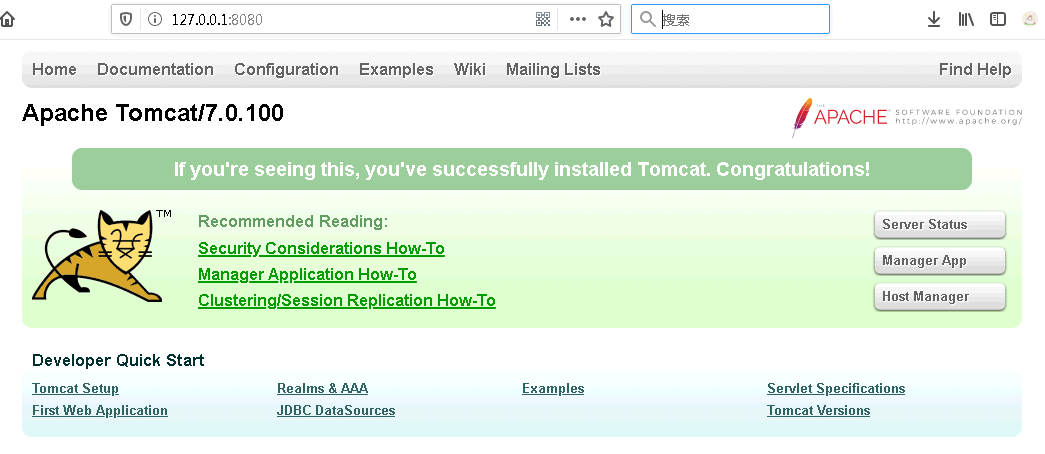 127.0.0.1:8080
搜索
Home Documentation Configuration Examples Wiki Mailing Lists Find Help
Apache Tomcat/7.0.100
THE APACHE® SOFTWARE FOUNDATION
http://www.apache.org/
If you're seeing this, you've successfully installed Tomcat. Congratulations!
TM
Recommended Reading:
Security Considerations How-To
Manager Application How-To
Clustering/Session Replication How-To
Server Status
Manager App
Host Manager
Developer Quick Start
Tomcat Setup Realms & AAA Examples Servlet Specifications
First Web Application JDBC DataSources Tomcat Versions